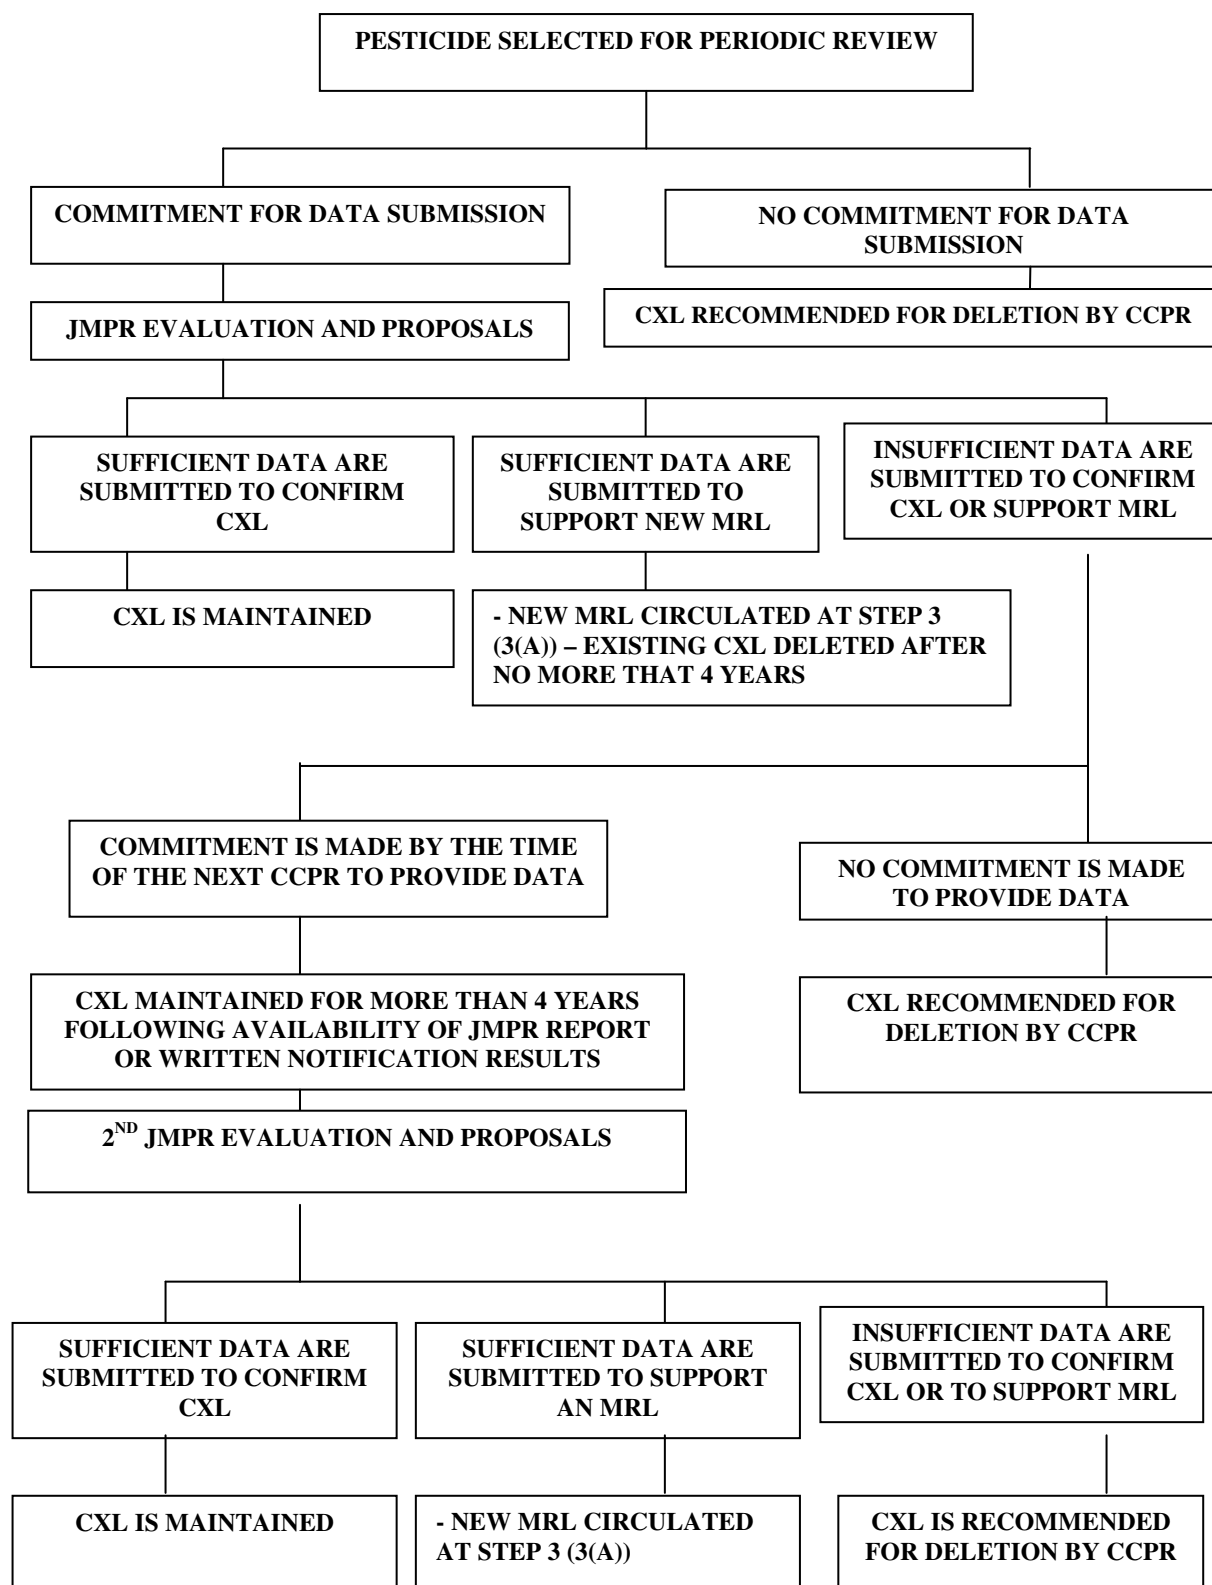 PESTICIDE SELECTED FOR PERIODIC REVIEW
COMMITMENT FOR DATA SUBMISSION
NO COMMITMENT FOR DATA
SUBMISSION
JMPR EVALUATION AND PROPOSALS
CXL RECOMMENDED FOR DELETION BY CCPR
SUFFICIENT DATA ARE
SUBMITTED TO CONFIRM
CXL
SUFFICIENT DATA ARE
SUBMITTED TO
SUPPORT NEW MRL
INSUFFICIENT DATA ARE
SUBMITTED TO CONFIRM
CXL OR SUPPORT MRL
CXL IS MAINTAINED
- NEW MRL CIRCULATED AT STEP 3
(3(A)) – EXISTING CXL DELETED AFTER
NO MORE THAT 4 YEARS
COMMITMENT IS MADE BY THE TIME
OF THE NEXT CCPR TO PROVIDE DATA
NO COMMITMENT IS MADE
TO PROVIDE DATA
CXL MAINTAINED FOR MORE THAN 4 YEARS
FOLLOWING AVAILABILITY OF JMPR REPORT
OR WRITTEN NOTIFICATION RESULTS
CXL RECOMMENDED FOR
DELETION BY CCPR
2ND JMPR EVALUATION AND PROPOSALS
SUFFICIENT DATA ARE
SUBMITTED TO CONFIRM
CXL
SUFFICIENT DATA ARE
SUBMITTED TO SUPPORT
AN MRL
INSUFFICIENT DATA ARE
SUBMITTED TO CONFIRM
CXL OR TO SUPPORT MRL
CXL IS MAINTAINED
- NEW MRL CIRCULATED
AT STEP 3 (3(A))
CXL IS RECOMMENDED
FOR DELETION BY CCPR